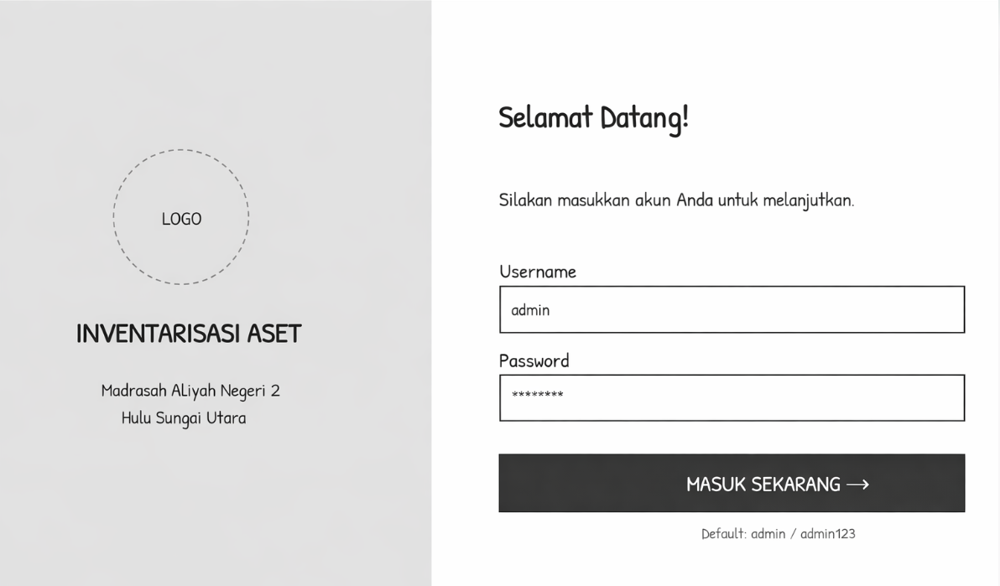 LOGO
INVENTARISASI ASET
Madrasah ALiyah Negeri 2
Hulu Sungai Utara
Selamat Datang!
Silakan masukkan akun Anda untuk melanjutkan.
Username
admin
Password
********
MASUK SEKARANG →
Default: admin / admin123